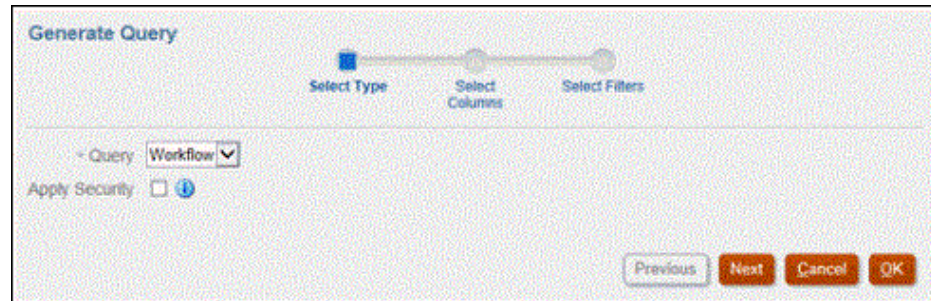 Generate Query
Select Type
Select Columns
Select Filters
* Query Workflow
Apply Security
Previous Next Cancel OK